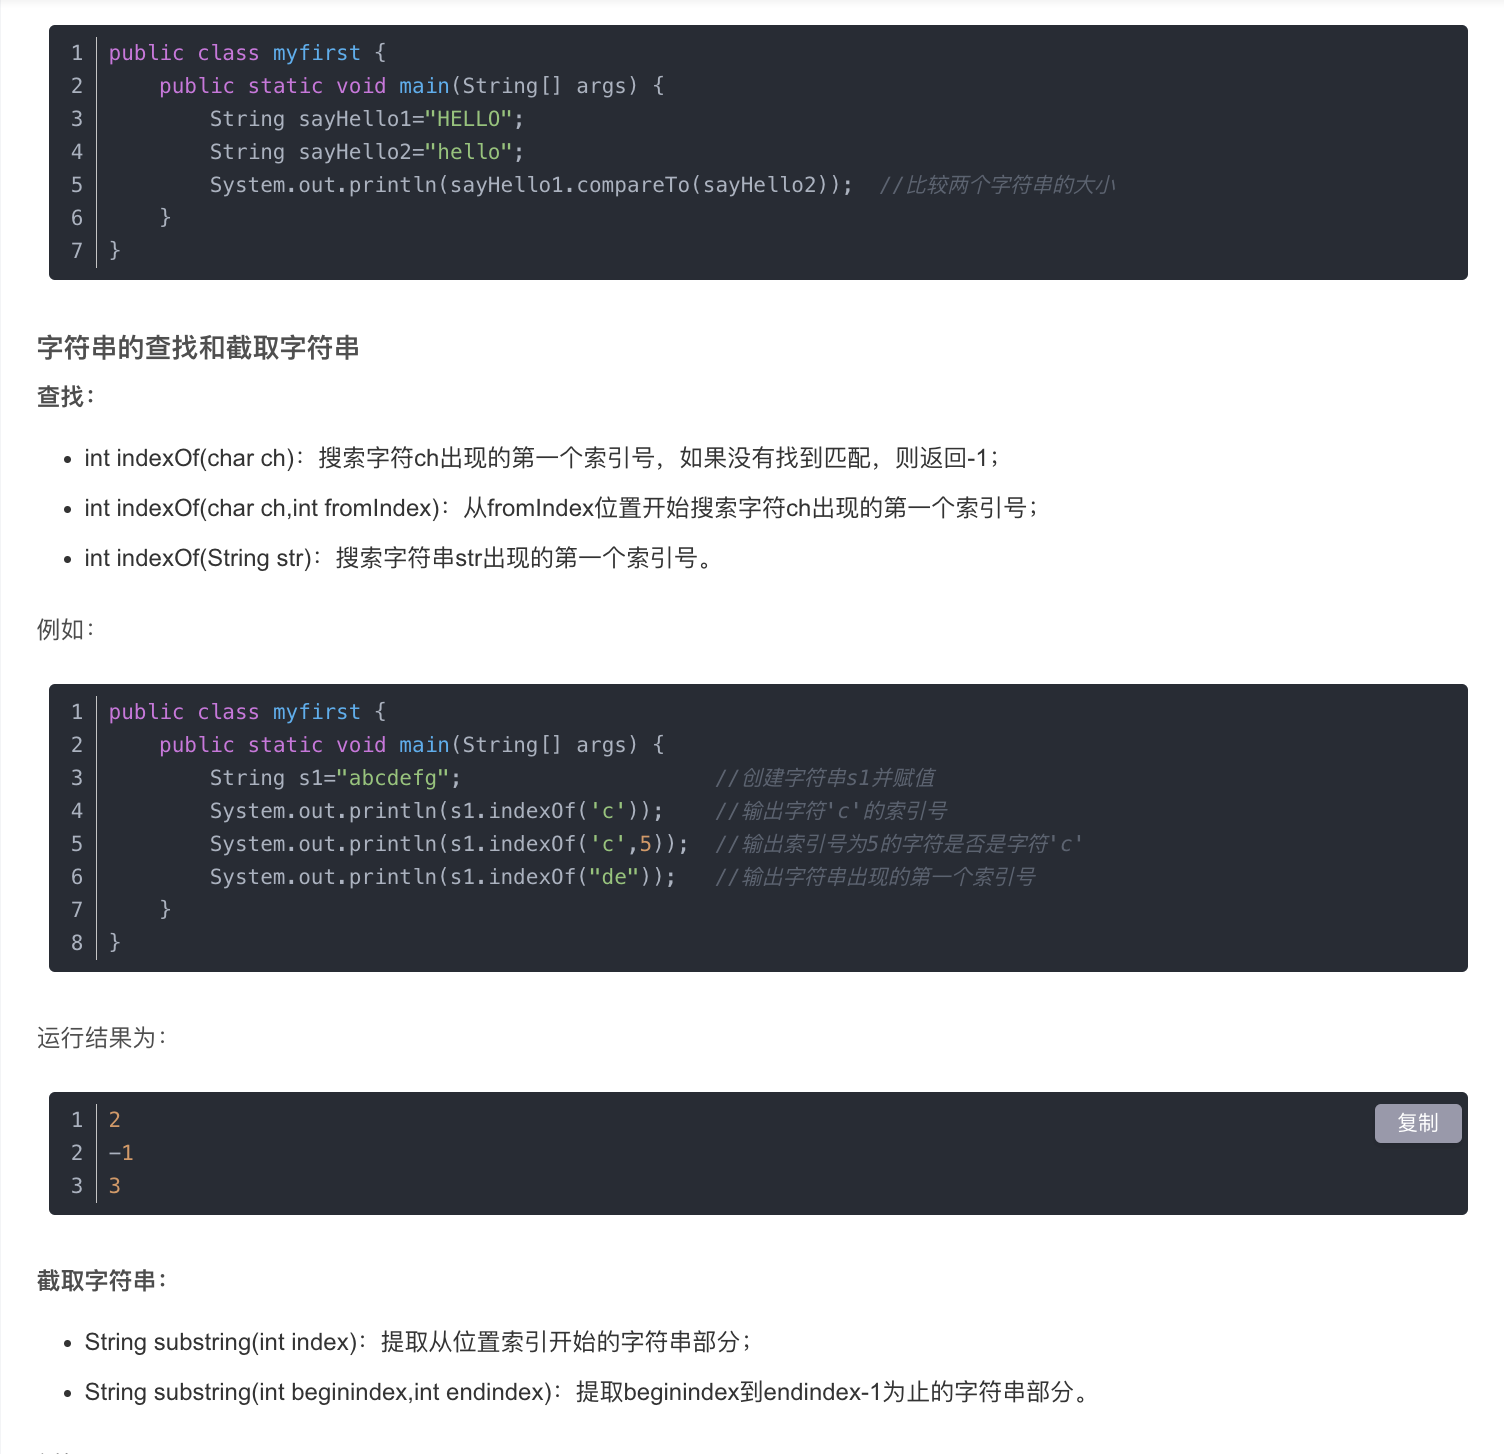 1 public class myfirst {
2     public static void main(String[] args) {
3         String sayHello1="HELLO";
4         String sayHello2="hello";
5         System.out.println(sayHello1.compareTo(sayHello2));  //比较两个字符串的大小
6     }
7 }
字符串的查找和截取字符串
查找：
• int indexOf(char ch)：搜索字符ch出现的第一个索引号，如果没有找到匹配，则返回-1；
• int indexOf(char ch,int fromIndex)：从fromIndex位置开始搜索字符ch出现的第一个索引号；
• int indexOf(String str)：搜索字符串str出现的第一个索引号。
例如：
1 public class myfirst {
2     public static void main(String[] args) {
3         String s1="abcdefg";                    //创建字符串s1并赋值
4         System.out.println(s1.indexOf('c'));    //输出字符'c'的索引号
5         System.out.println(s1.indexOf('c',5));  //输出索引号为5的字符是否是字符'c'
6         System.out.println(s1.indexOf("de"));   //输出字符串出现的第一个索引号
7     }
8 }
运行结果为：
1 2
复制
2 -1
3 3
截取字符串：
• String substring(int index)：提取从位置索引开始的字符串部分；
• String substring(int beginindex,int endindex)：提取beginindex到endindex-1为止的字符串部分。